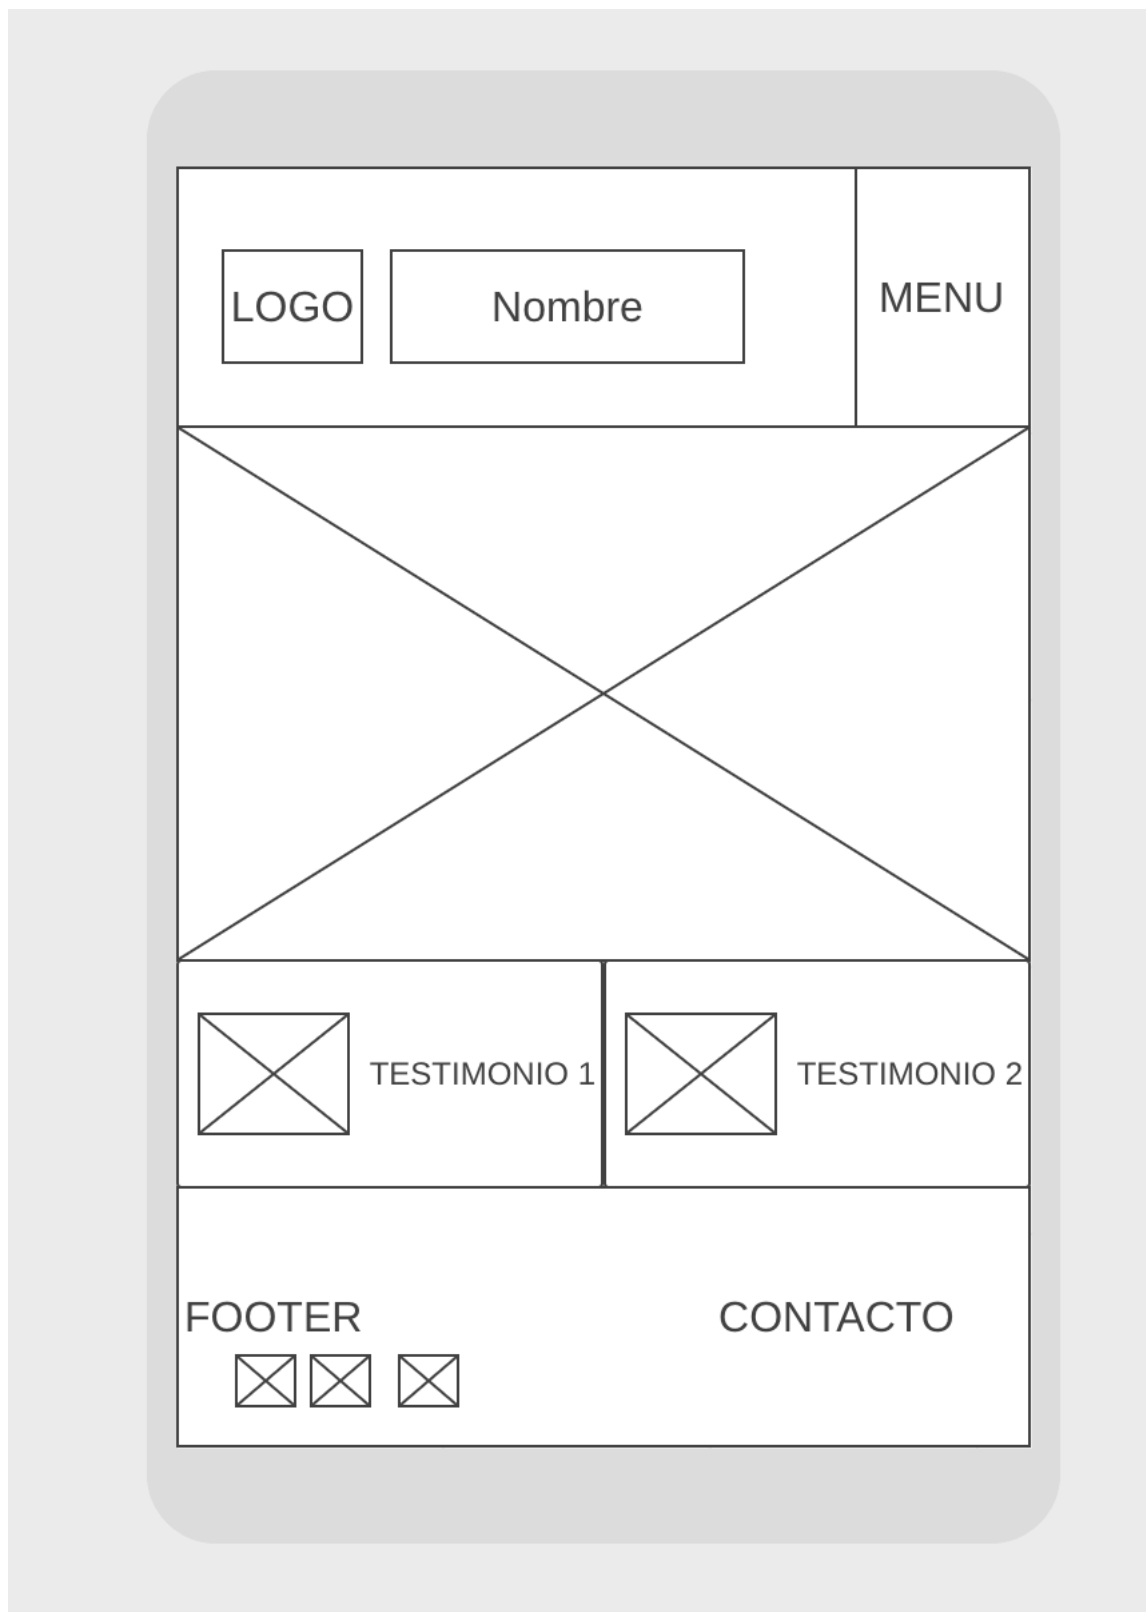 LOGO
Nombre
MENU
TESTIMONIO 1
TESTIMONIO 2
FOOTER
CONTACTO